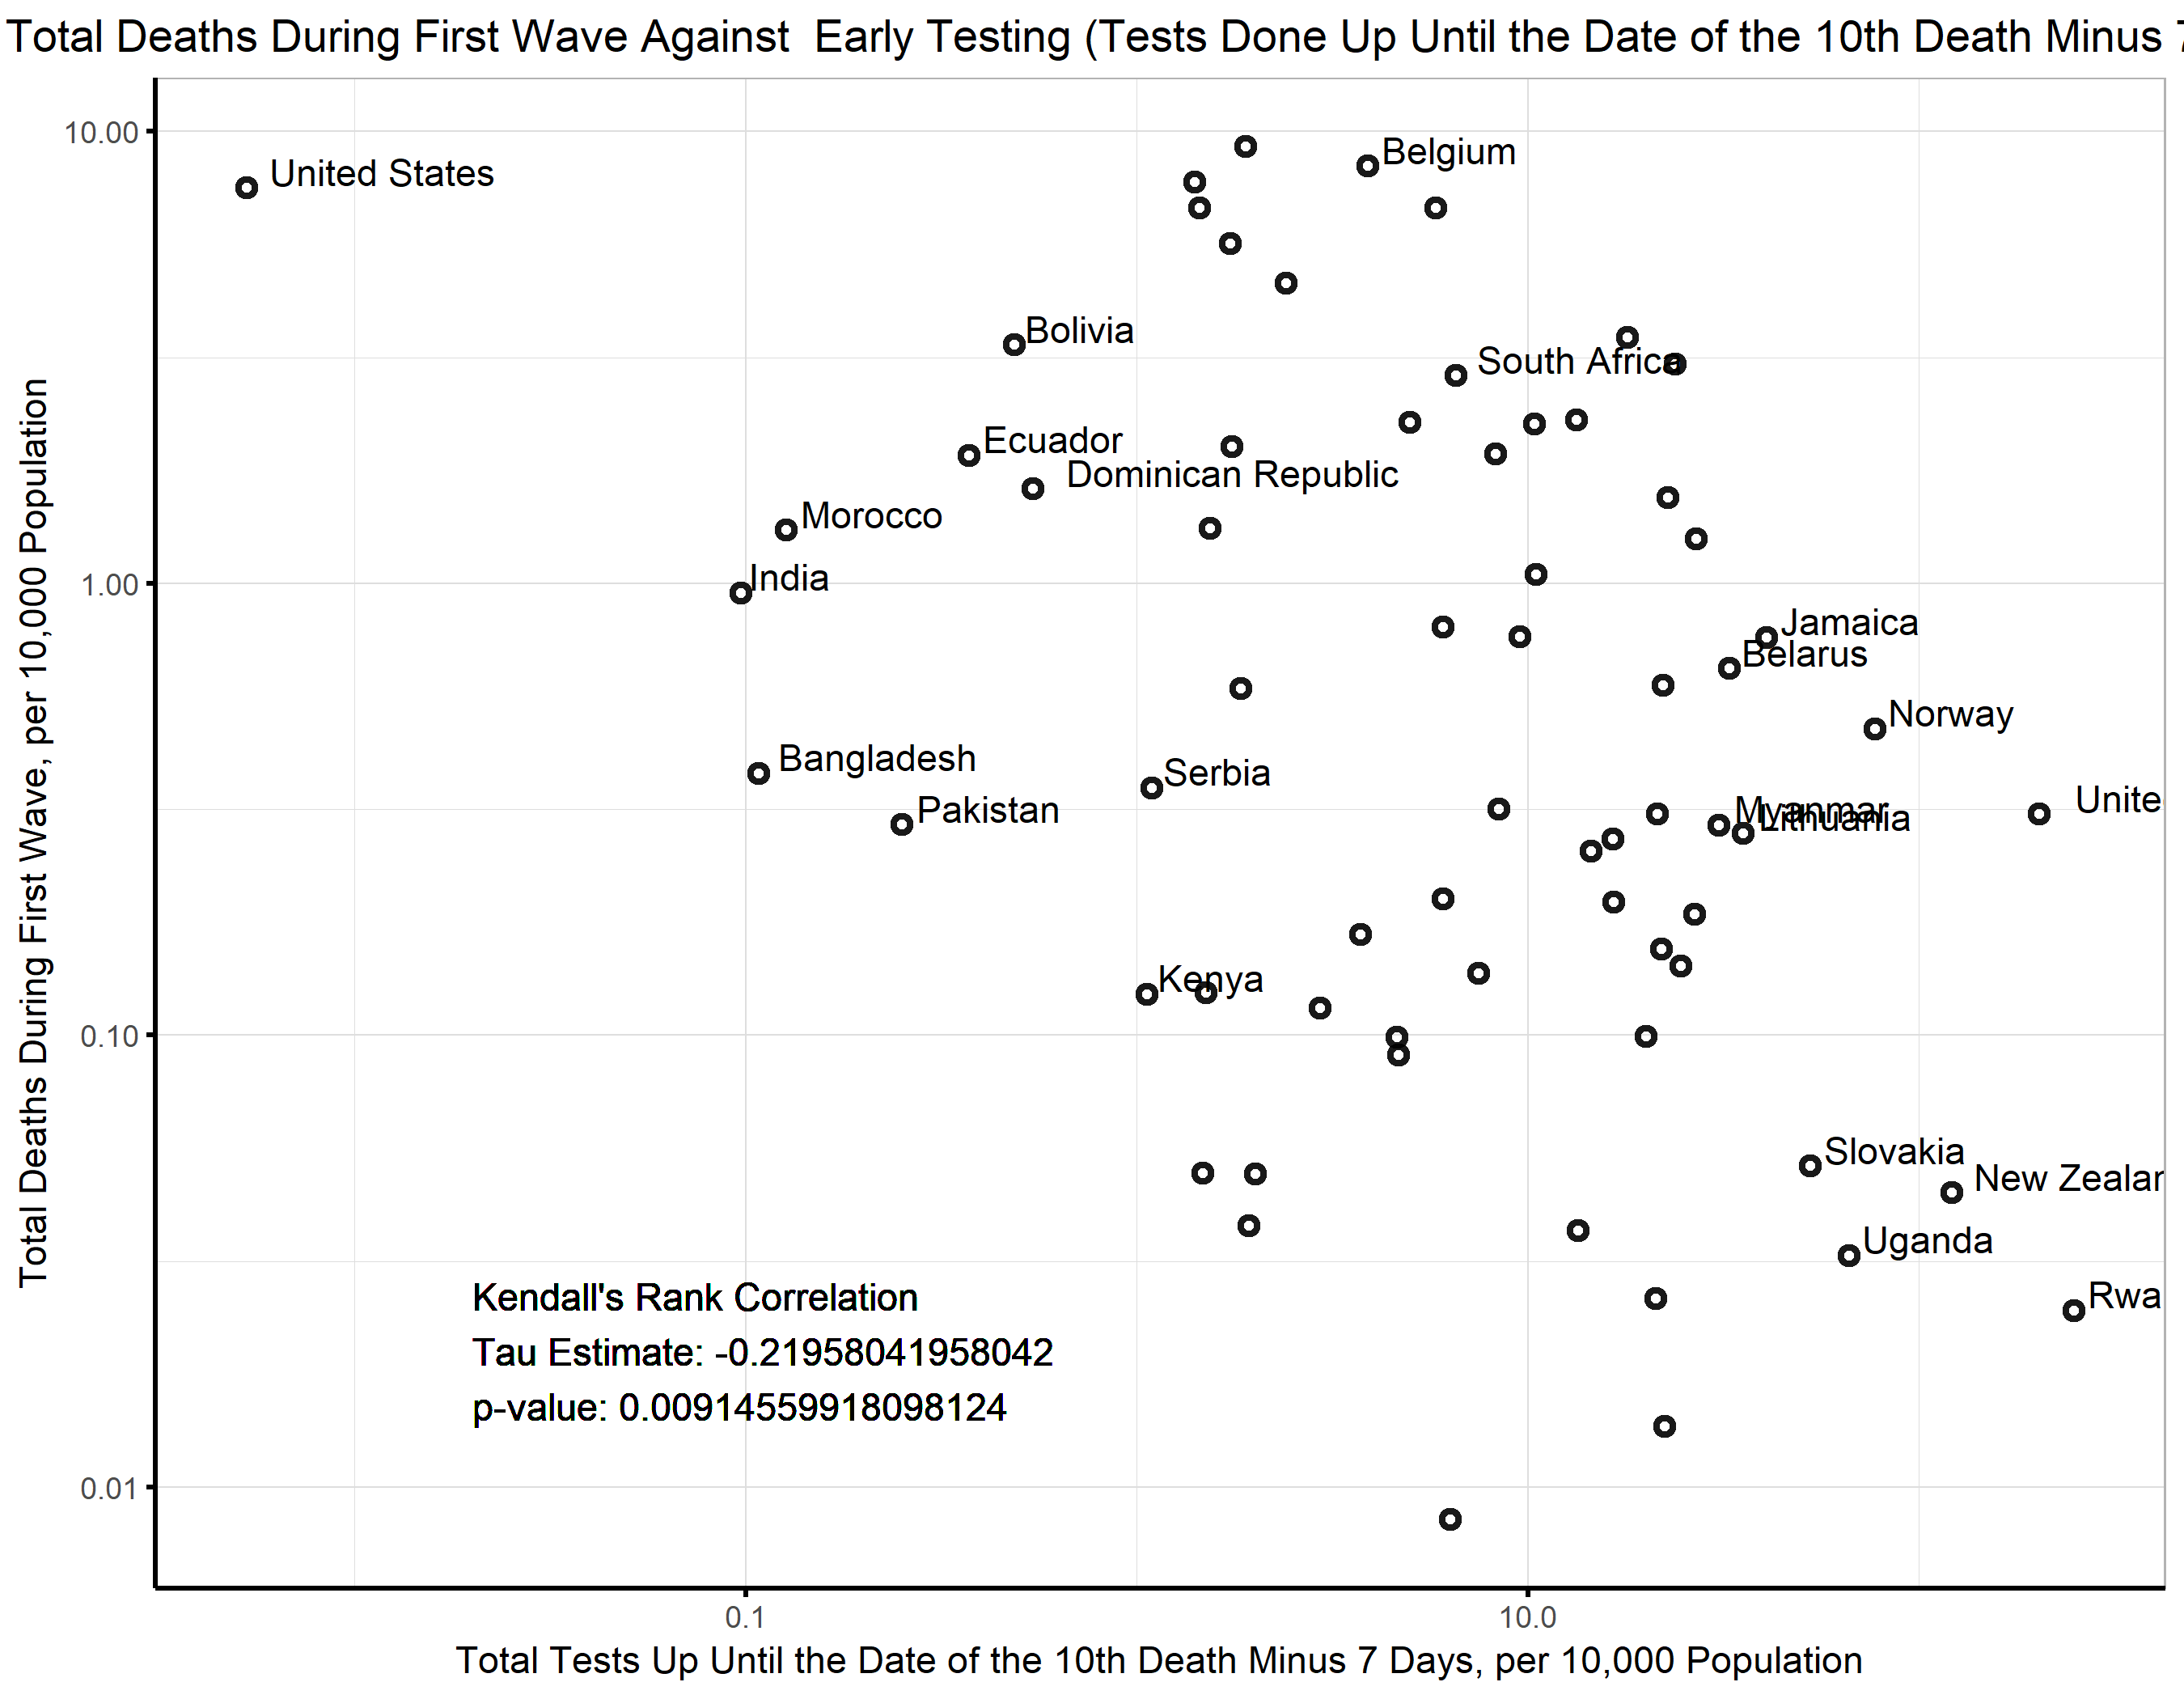 Total Deaths During First Wave Against  Early Testing (Tests Done Up Until the Date of the 10th Death Minus 7
10.00
United States
Belgium
Bolivia
South Africa
Ecuador
Dominican Republic
Morocco
1.00
India
Jamaica
Belarus
Norway
Bangladesh
Serbia
Unite
Pakistan
Myanmar
Lithuania
Kenya
0.10
Slovakia
New Zealan
Uganda
Rwa
Kendall's Rank Correlation
Tau Estimate: -0.21958041958042
p-value: 0.00914559918098124
0.01
0.1
10.0
Total Tests Up Until the Date of the 10th Death Minus 7 Days, per 10,000 Population
Total Deaths During First Wave, per 10,000 Population